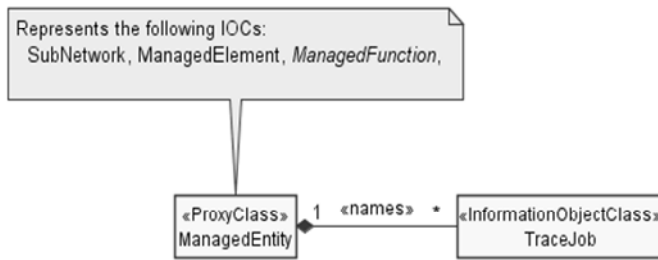 Represents the following IOCs:
SubNetwork, ManagedElement, ManagedFunction,
«ProxyClass»
ManagedEntity
1 «names» *
«InformationObjectClass»
TraceJob